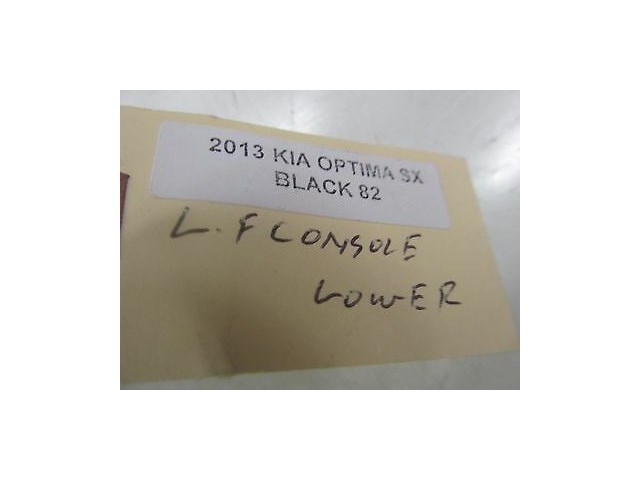 2013 KIA OPTIMA SX
BLACK 82
L. F CONSOLE
LOWER